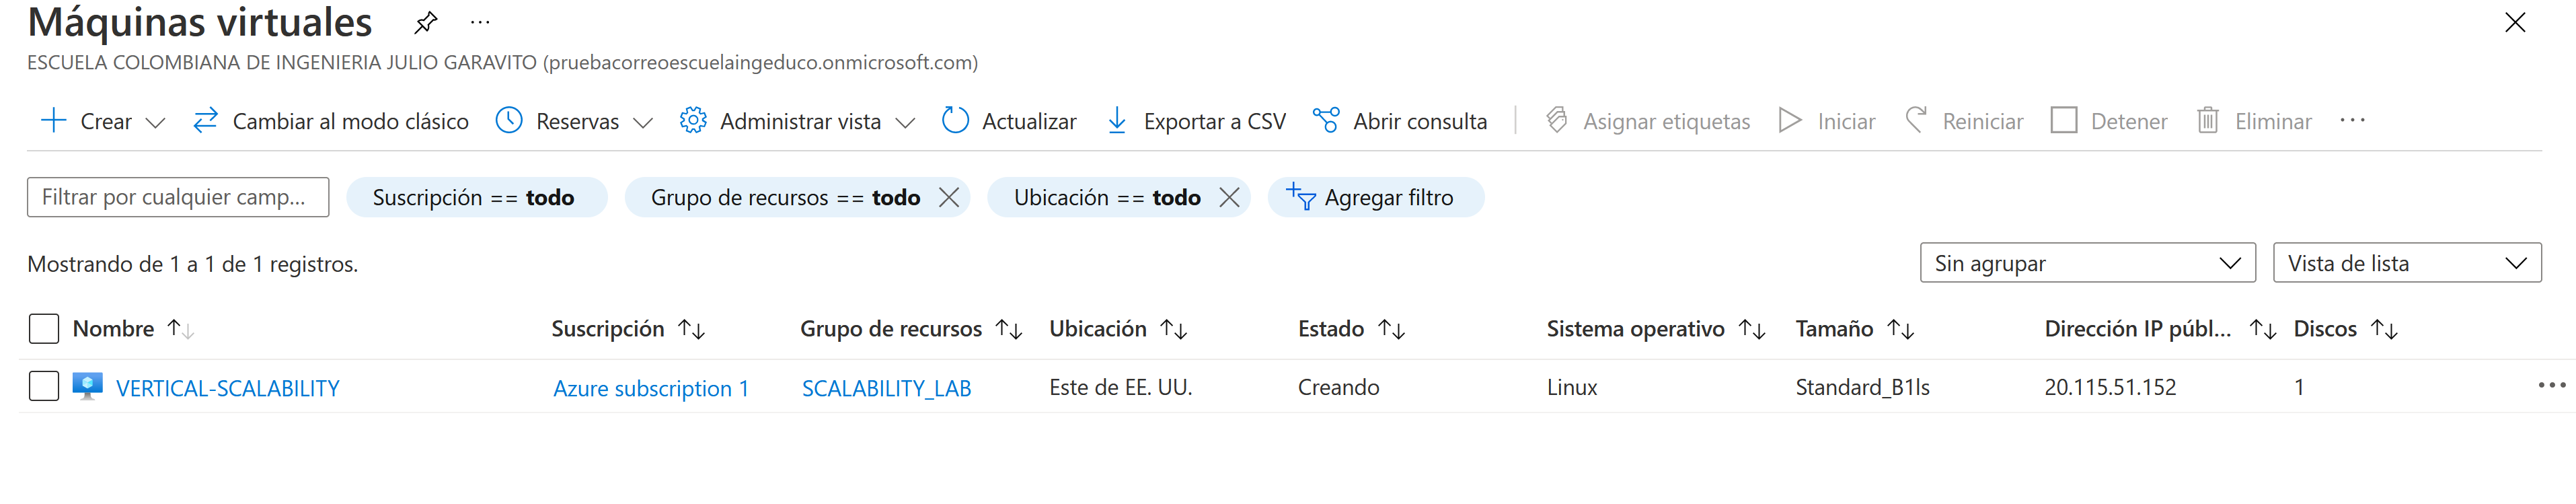 Máquinas virtuales ...
ESCUELA COLOMBIANA DE INGENIERIA JULIO GARAVITO (pruebacorreoescuelaingeduco.onmicrosoft.com)
Crear Cambiar al modo clásico Reservas Administrar vista Actualizar Exportar a CSV Abrir consulta Asignar etiquetas Iniciar Reiniciar Detener Eliminar ...
Filtrar por cualquier camp... Suscripción == todo Grupo de recursos == todo Ubicación == todo Agregar filtro
Mostrando de 1 a 1 de 1 registros. Sin agrupar Vista de lista
Nombre Suscripción Grupo de recursos Ubicación Estado Sistema operativo Tamaño Dirección IP públ... Discos
VERTICAL-SCALABILITY Azure subscription 1 SCALABILITY_LAB Este de EE. UU. Creando Linux Standard_B1ls 20.115.51.152 1 ...